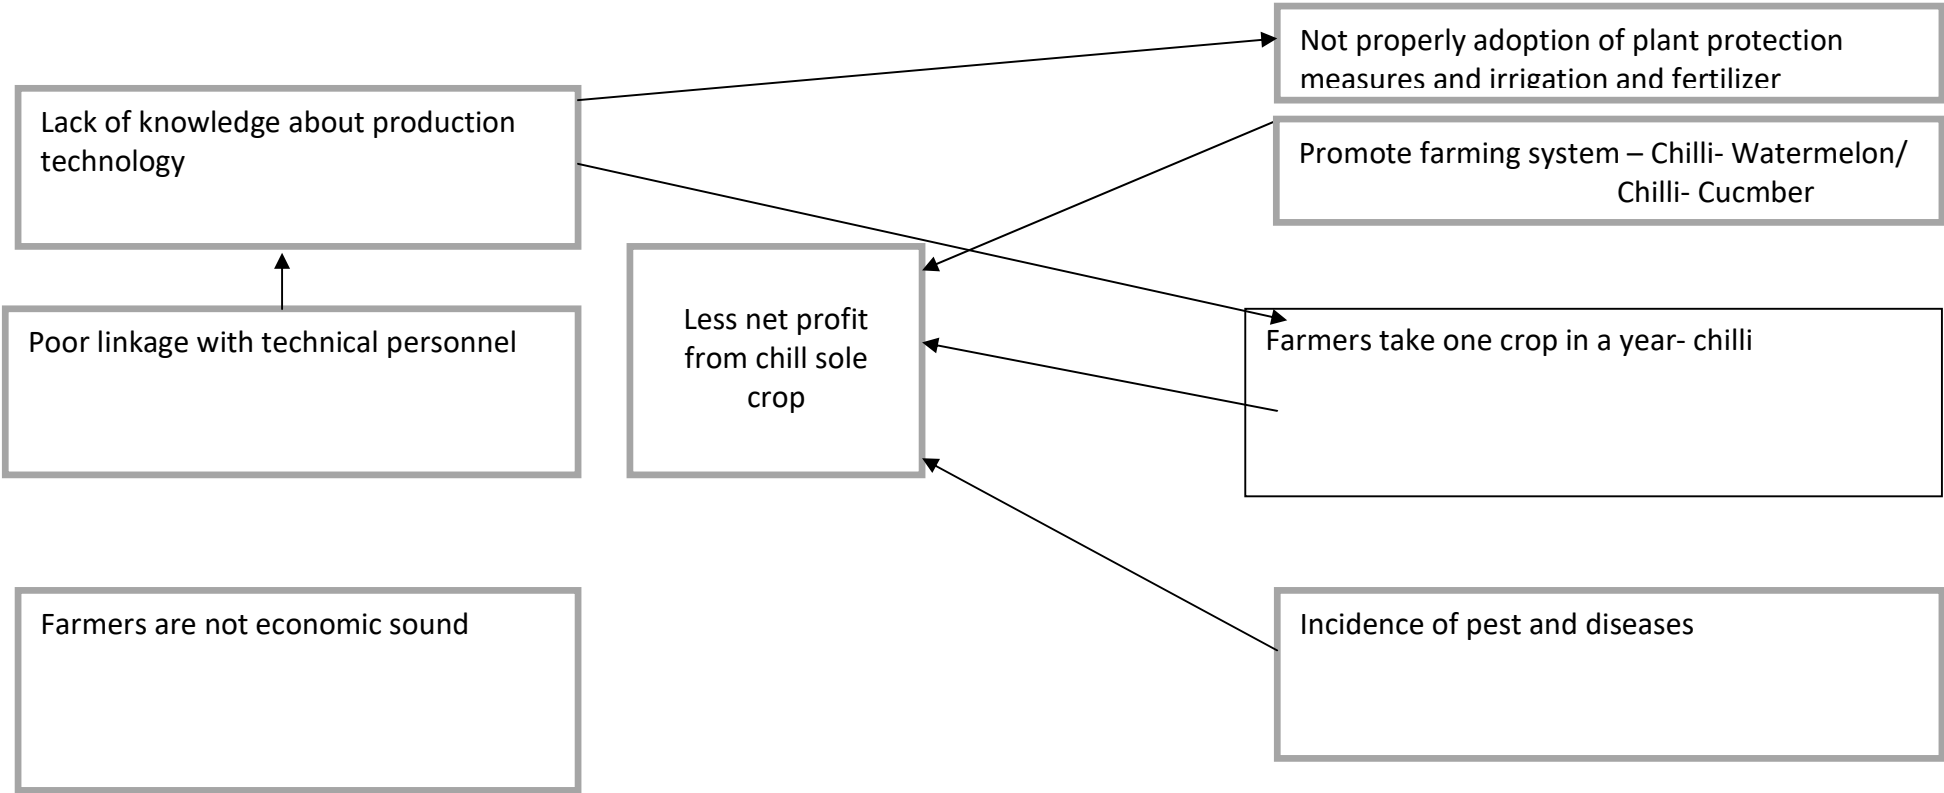 Not properly adoption of plant protection
measures and irrigation and fertilizer
Lack of knowledge about production
technology
Promote farming system – Chilli- Watermelon/
Chilli- Cucmber
Less net profit
from chill sole
crop
Poor linkage with technical personnel
Farmers take one crop in a year- chilli
Farmers are not economic sound
Incidence of pest and diseases